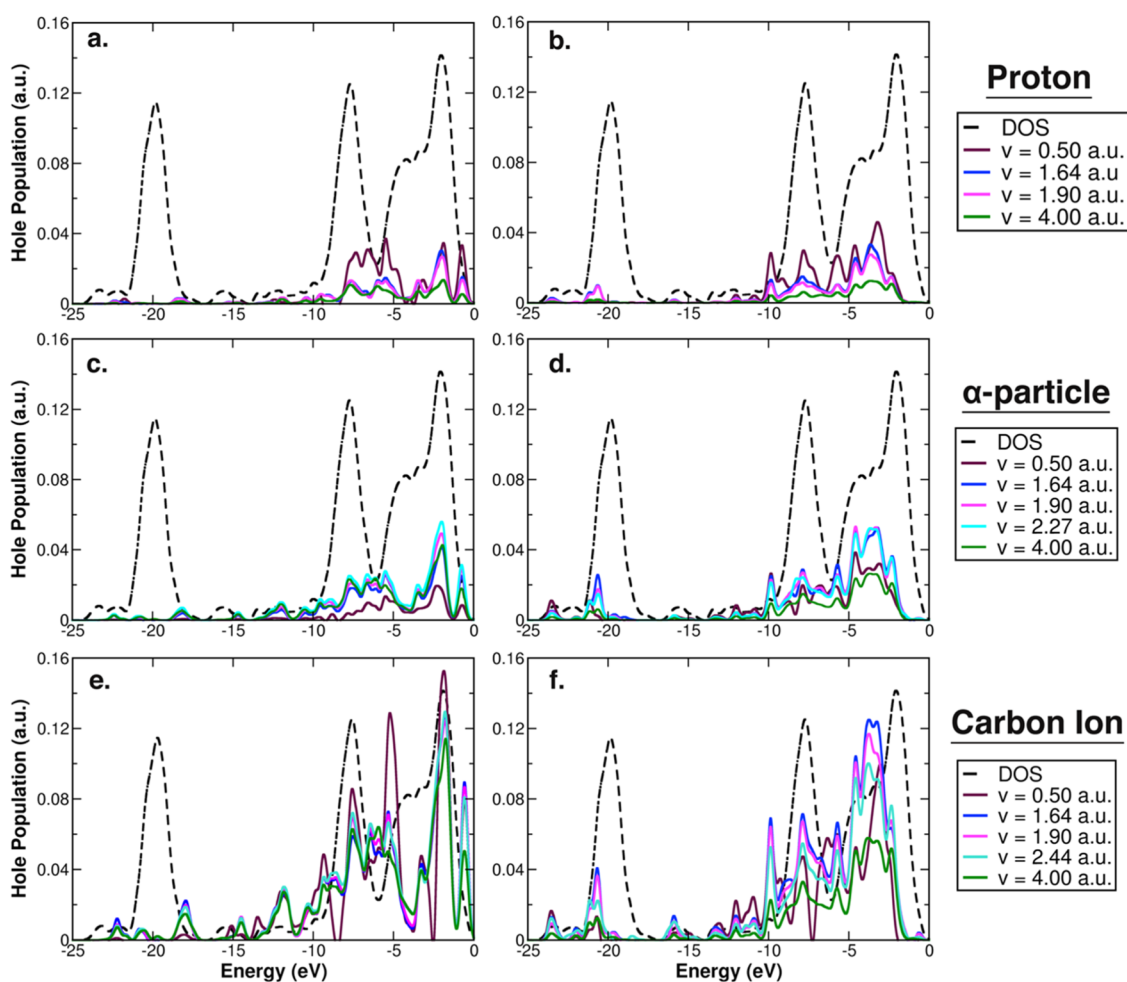 a.
Hole Population (a.u.)
0.16
0.12
0.08
0.04
0
-25 -20 -15 -10 -5 0
b.
0.16
0.12
0.08
0.04
0
-25 -20 -15 -10 -5 0
Proton
DOS
v = 0.50 a.u.
v = 1.64 a.u
v = 1.90 a.u.
v = 4.00 a.u.
c.
Hole Population (a.u.)
0.16
0.12
0.08
0.04
0
-25 -20 -15 -10 -5 0
d.
0.16
0.12
0.08
0.04
0
-25 -20 -15 -10 -5 0
α-particle
DOS
v = 0.50 a.u.
v = 1.64 a.u.
v = 1.90 a.u.
v = 2.27 a.u.
v = 4.00 a.u.
e.
Hole Population (a.u.)
0.16
0.12
0.08
0.04
0
-25 -20 -15 -10 -5 0
Energy (eV)
f.
0.16
0.12
0.08
0.04
0
-25 -20 -15 -10 -5 0
Energy (eV)
Carbon Ion
DOS
v = 0.50 a.u.
v = 1.64 a.u.
v = 1.90 a.u.
v = 2.44 a.u.
v = 4.00 a.u.